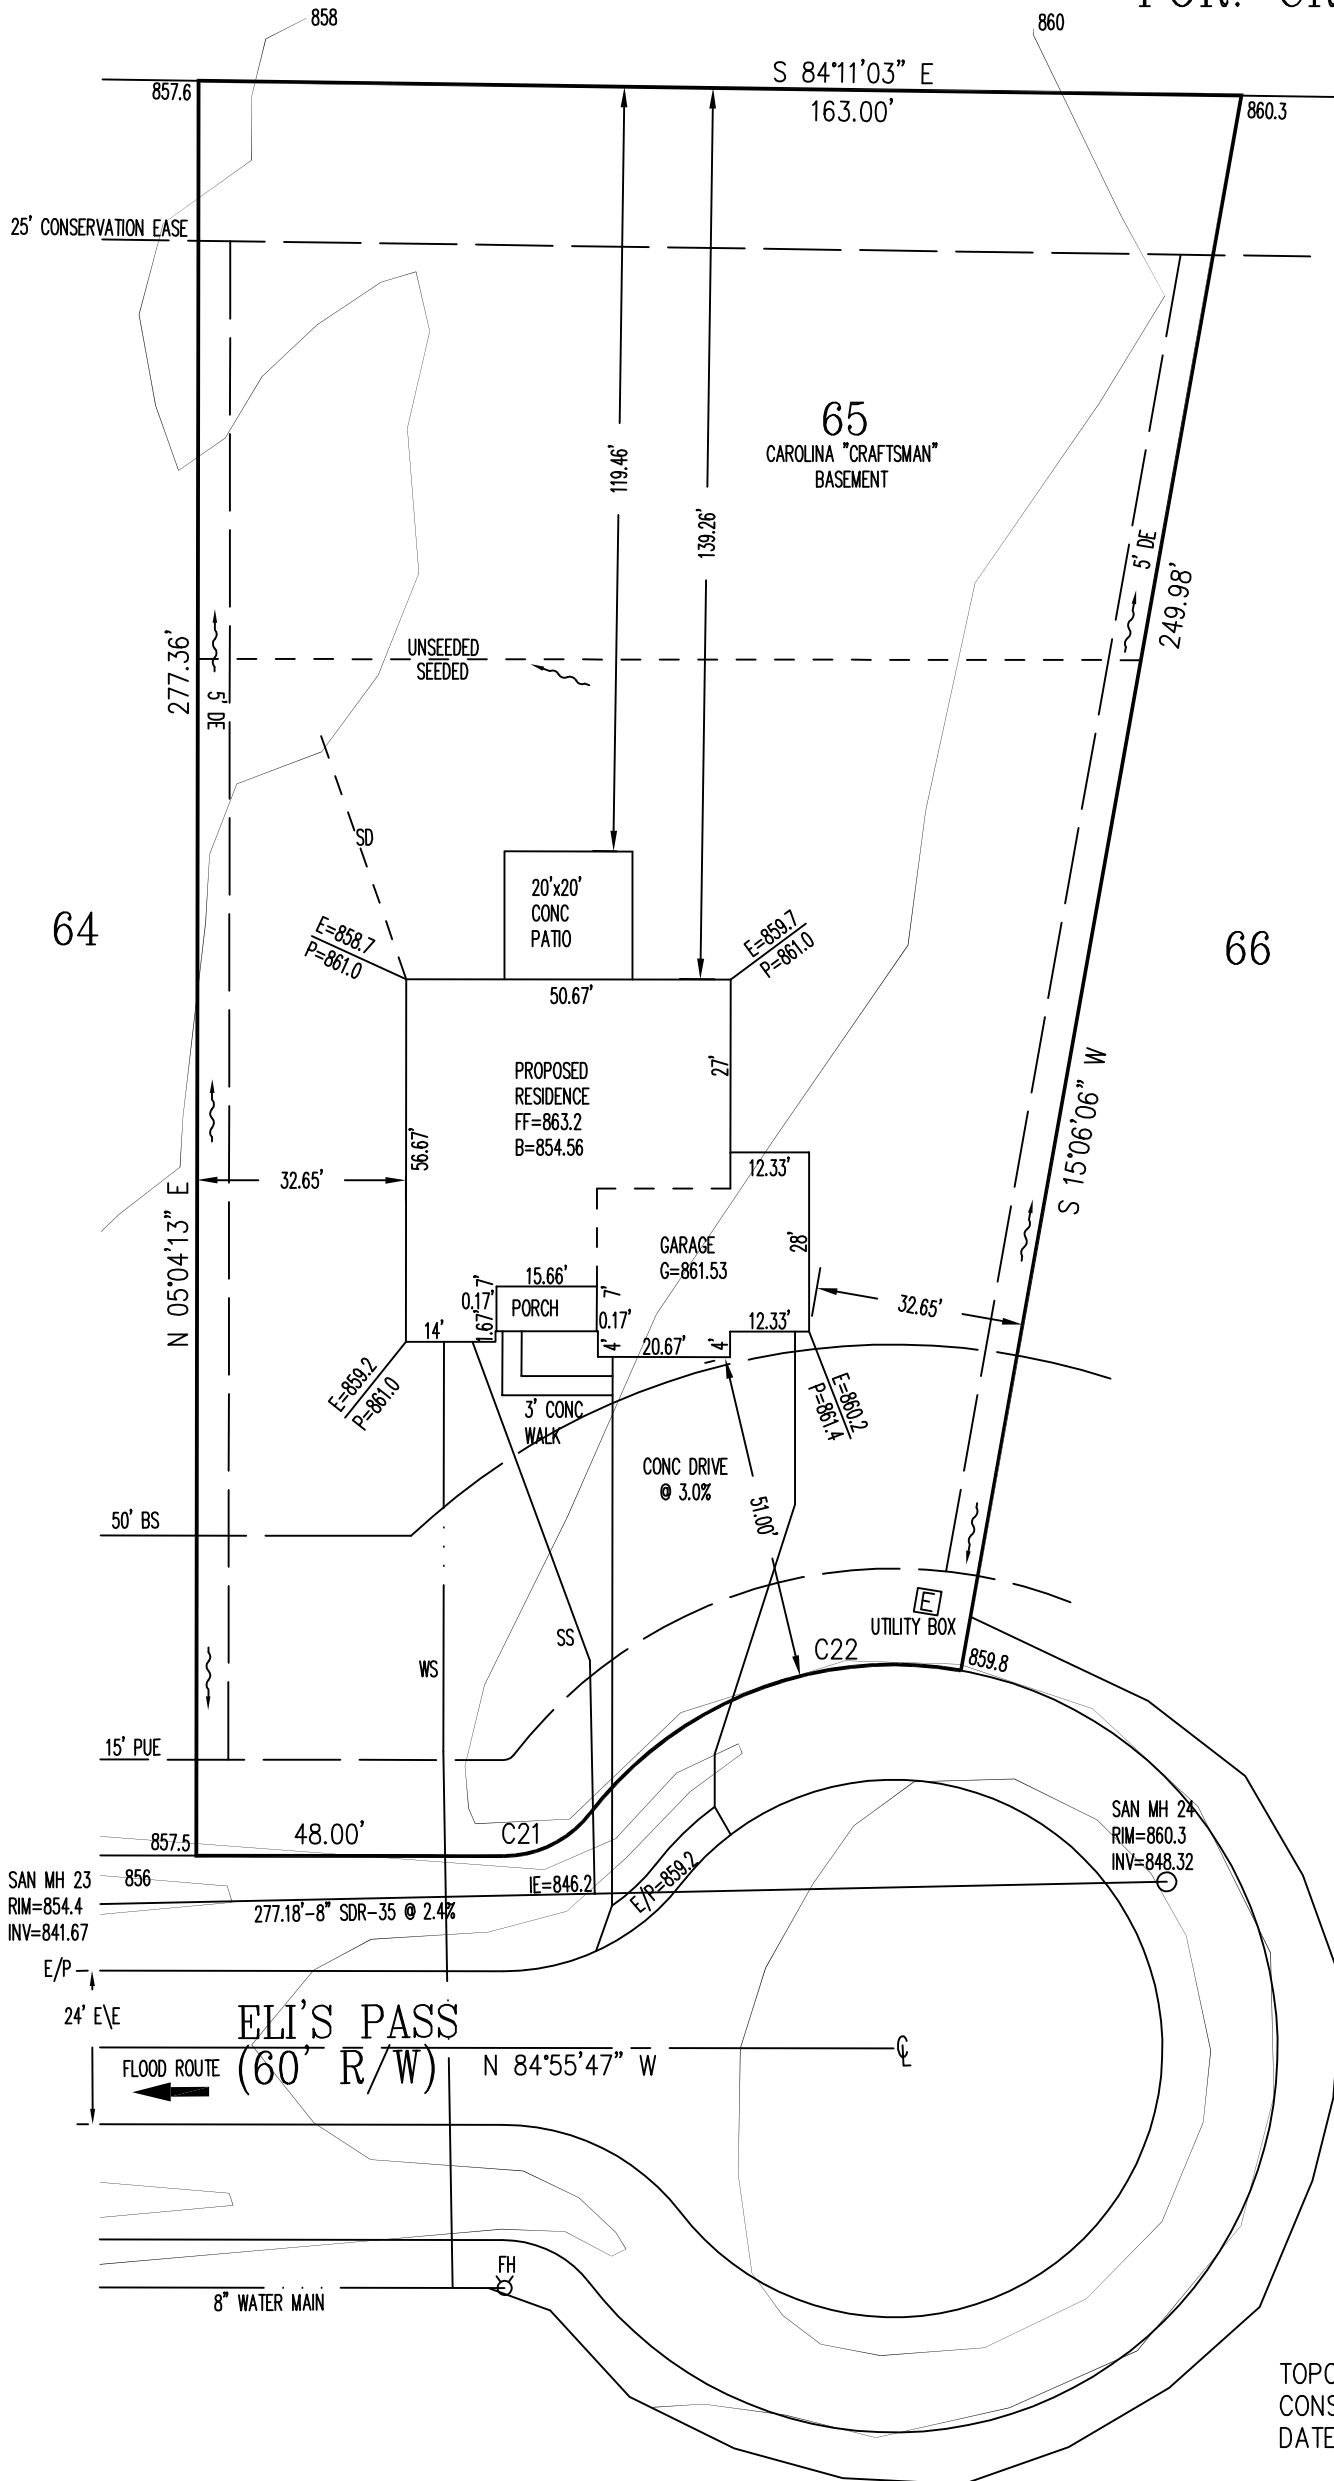 858
860
S 84°11'03" E
857.6
163.00'
860.3
25' CONSERVATION EASE
65
CAROLINA "CRAFTSMAN"
BASEMENT
119.46'
139.26'
5' DE
249.98'
277.36'
5' DE
UNSEEDED
SEEDED
SD
64
66
20'x20'
CONC
PATIO
E=858.7
P=861.0
E=859.7
P=861.0
50.67'
27'
PROPOSED
RESIDENCE
FF=863.2
B=854.56
56.67'
32.65'
12.33'
S 15°06'06" W
N 05°04'13" E
28'
GARAGE
G=861.53
15.66'
7'
7'
0.17'
PORCH
0.17'
32.65'
14'
1.67'
4'
20.67'
4'
12.33'
E=859.2
P=861.0
E=860.2
P=861.4
3' CONC
WALK
CONC DRIVE
@ 3.0%
51.00'
50' BS
E
UTILITY BOX
SS
C22
859.8
WS
15' PUE
48.00'
C21
857.5
SAN MH 24
RIM=860.3
INV=848.32
SAN MH 23
RIM=854.4
INV=841.67
856
IE=846.2
E/P=859.2
277.18'-8" SDR-35 @ 2.4%
E/P
24' E\E
ELI'S PASS
(60' R/W)
FLOOD ROUTE
N 84°55'47" W
℄
FH
8" WATER MAIN
DATE